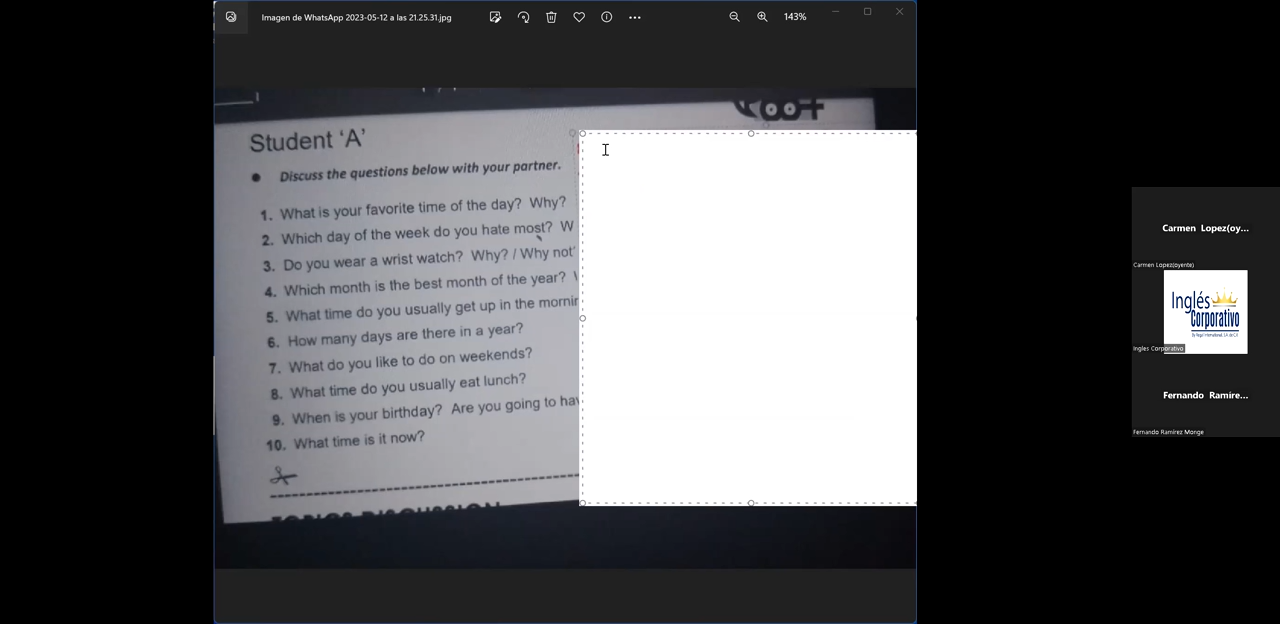 Imagen de WhatsApp 2023-05-12 a las 21.25.31.jpg
143%
Student 'A'
Discuss the questions below with your partner.
1. What is your favorite time of the day? Why?
2. Which day of the week do you hate most? W
3. Do you wear a wrist watch? Why? / Why not
4. Which month is the best month of the year?
5. What time do you usually get up in the mornin
6. How many days are there in a year?
7. What do you like to do on weekends?
8. What time do you usually eat lunch?
9. When is your birthday? Are you going to hav
10. What time is it now?
TOPICS DISCUSSION
Carmen Lopez(oy...
Carmen Lopez(oyente)
Inglés
Corporativo
Ingles Corporativo
Fernando Ramíre...
Fernando Ramírez Monge